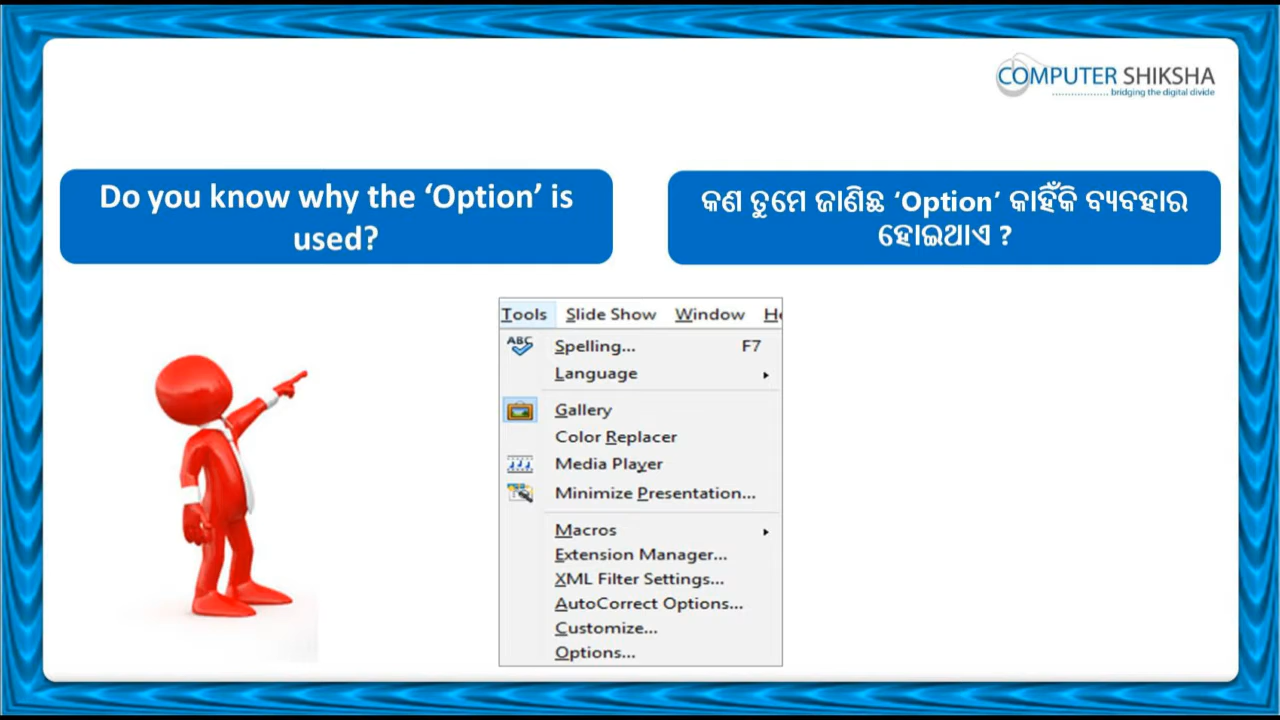 COMPUTER SHIKSHA
bridging the digital divide
Do you know why the ‘Option’ is
used?
କଣ ତୁମେ ଜାଣିଛ ‘Option’ କାହିଁକି ବ୍ୟବହାର
ହୋଇଥାଏ ?
Tools Slide Show Window
ABC Spelling... F7
Language
Gallery
Color Replacer
Media Player
Minimize Presentation...
Macros
Extension Manager...
XML Filter Settings...
AutoCorrect Options...
Customize...
Options...